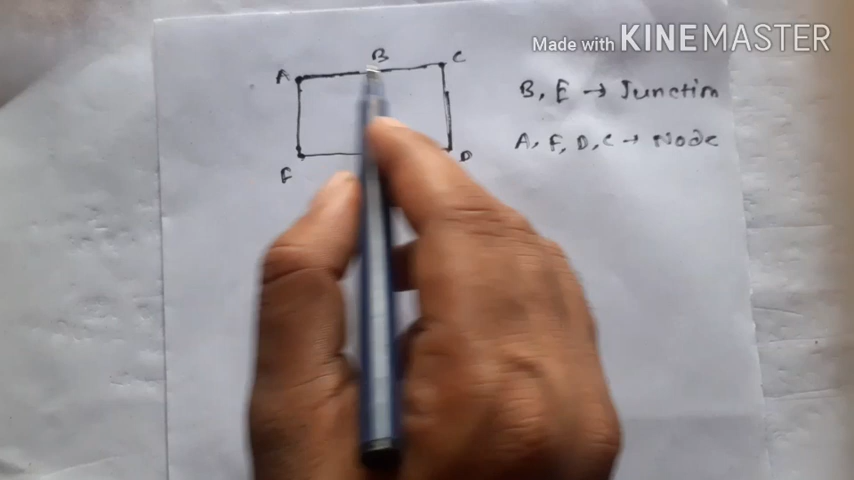 Made with KINEMASTER
A
B
C
B, E → Junction
A, F, D, C → Node
F
D